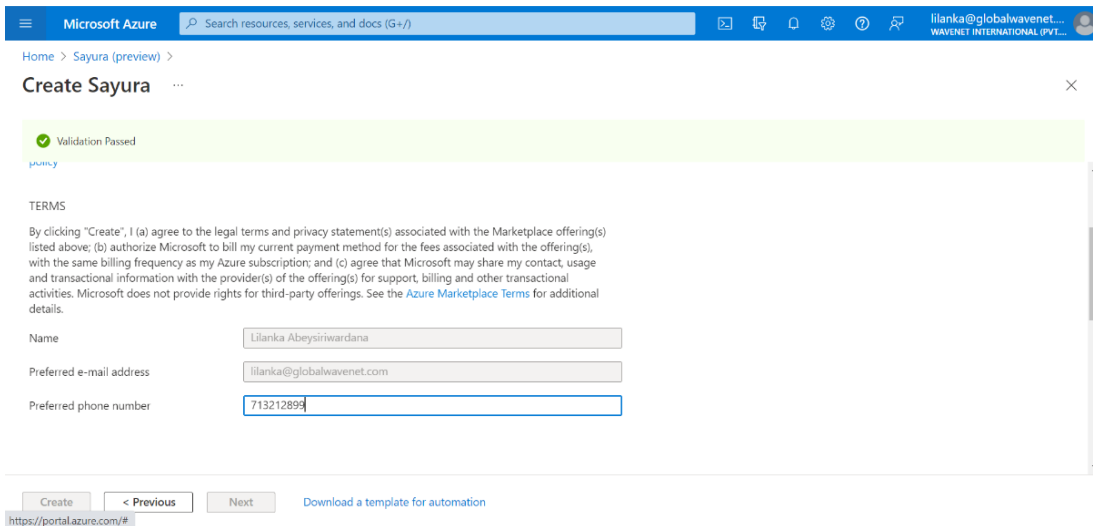 Microsoft Azure
Search resources, services, and docs (G+/)
lilanka@globalwavenet....
WAVENET INTERNATIONAL (PVT....
Home > Sayura (preview) >
Create Sayura ...
Validation Passed
policy
TERMS
By clicking "Create", I (a) agree to the legal terms and privacy statement(s) associated with the Marketplace offering(s)
listed above; (b) authorize Microsoft to bill my current payment method for the fees associated with the offering(s),
with the same billing frequency as my Azure subscription; and (c) agree that Microsoft may share my contact, usage
and transactional information with the provider(s) of the offering(s) for support, billing and other transactional
activities. Microsoft does not provide rights for third-party offerings. See the Azure Marketplace Terms for additional
details.
Name
Lilanka Abeysiriwardana
Preferred e-mail address
lilanka@globalwavenet.com
Preferred phone number
713212899
Create
< Previous
Next
Download a template for automation
https://portal.azure.com/#